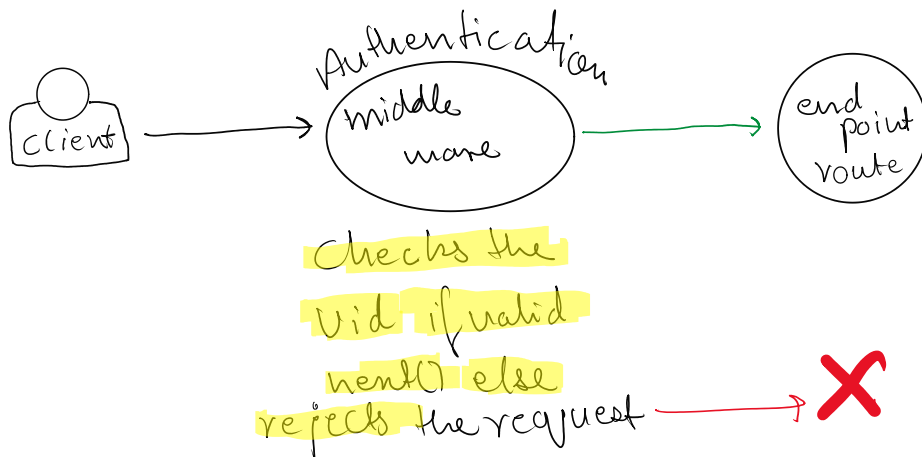 Authentication
client
middle
ware
end
point
route
Checks the
Uid if valid
next() else
rejects the request